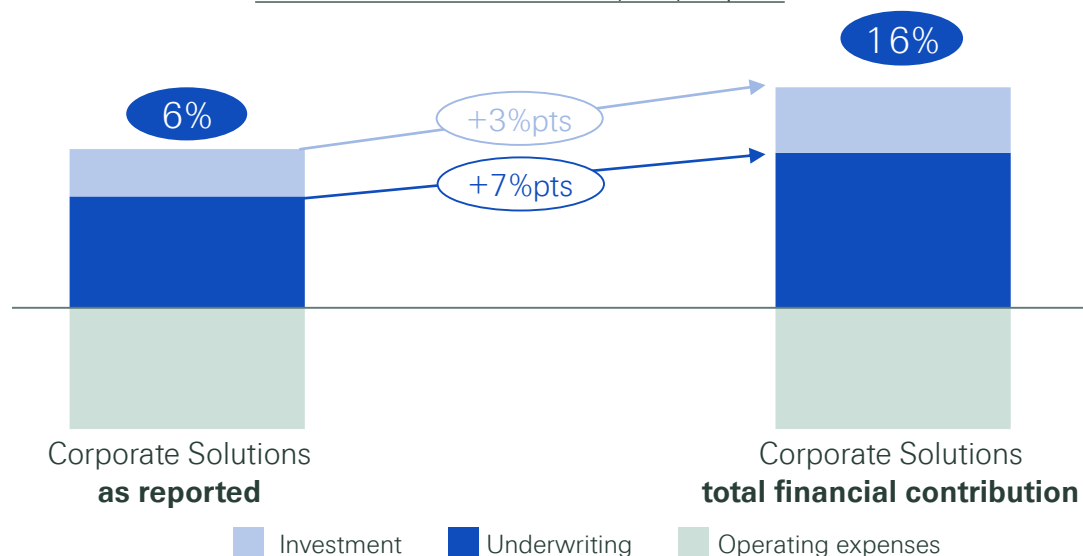 16%
6%
+3%pts
+7%pts
Corporate Solutions
as reported
Corporate Solutions
total financial contribution
Investment
Underwriting
Operating expenses